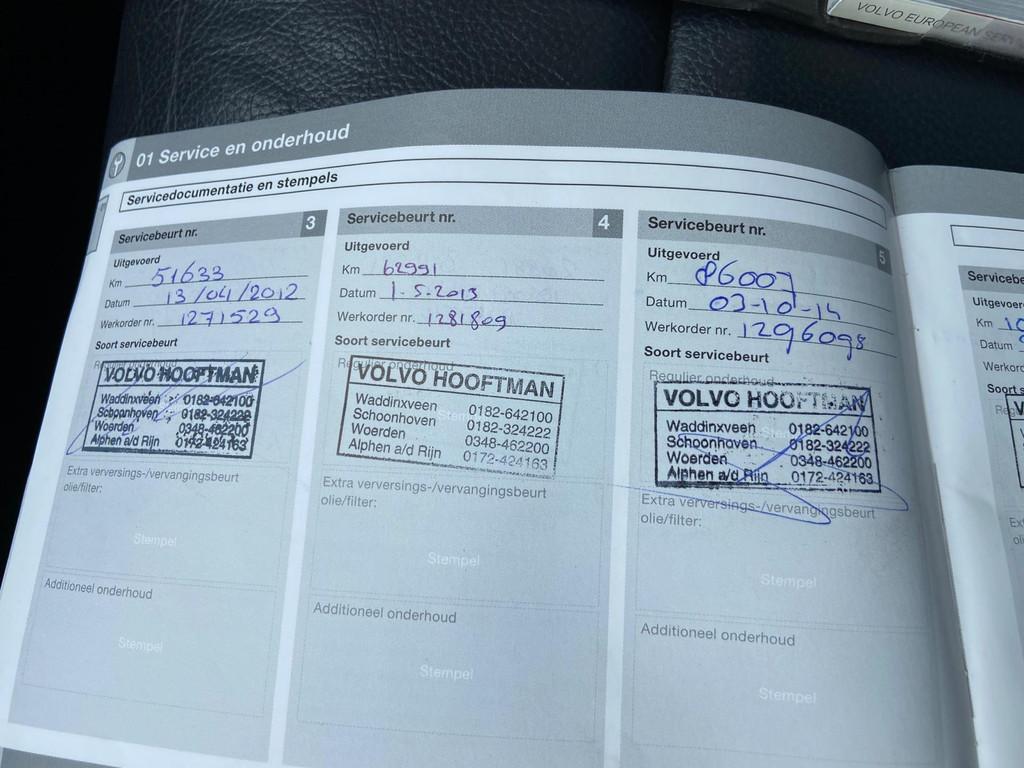 VOLVO EUROPEAN
01 Service en onderhoud
Servicedocumentatie en stempels
Servicebeurt nr. 3
Uitgevoerd
Km 51633
Datum 13/04/2012
Werkorder nr. 1271529
Soort servicebeurt
VOLVO HOOFTMAN
Waddinxveen 0182-642100
Schoonhoven 0182-324222
Woerden 0348-462200
Alphen a/d Rijn 0172-424163
Extra verversings-/vervangingsbeurt
olie/filter:
Stempel
Additioneel onderhoud
Stempel
Servicebeurt nr. 4
Uitgevoerd
Km 62991
Datum 1-5-2013
Werkorder nr. 1281809
Soort servicebeurt
Regulier onderhoud
VOLVO HOOFTMAN
Waddinxveen 0182-642100
Schoonhoven 0182-324222
Woerden 0348-462200
Alphen a/d Rijn 0172-424163
Extra verversings-/vervangingsbeurt
olie/filter:
Stempel
Additioneel onderhoud
Stempel
Servicebeurt nr. 5
Uitgevoerd
Km 86007
Datum 03-10-14
Werkorder nr. 1296098
Soort servicebeurt
Regulier onderhoud
VOLVO HOOFTMAN
Waddinxveen 0182-642100
Schoonhoven 0182-324222
Woerden 0348-462200
Alphen a/d Rijn 0172-424163
Extra verversings-/vervangingsbeurt
olie/filter:
Stempel
Additioneel onderhoud
Stempel
Km
Datum